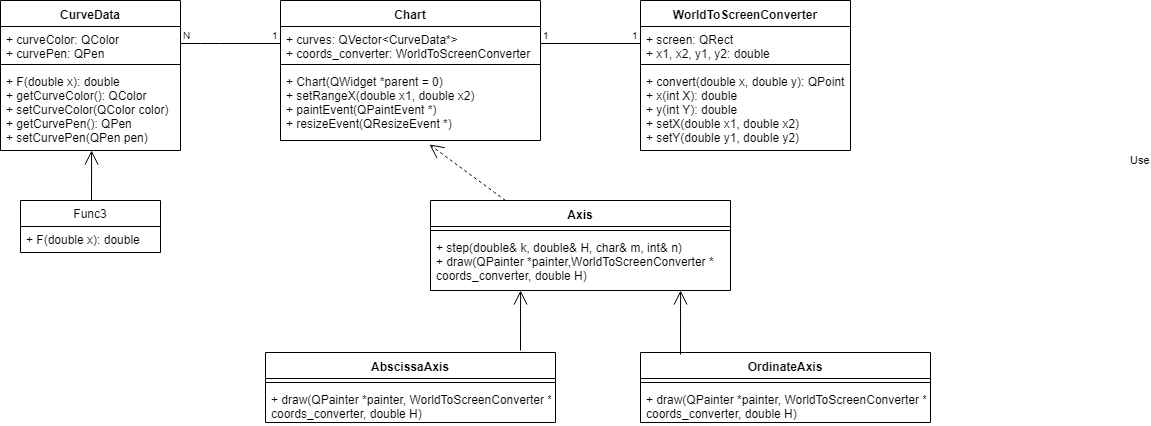 CurveData
+ curveColor: QColor
+ curvePen: QPen
+ F(double x): double
+ getCurveColor(): QColor
+ setCurveColor(QColor color)
+ getCurvePen(): QPen
+ setCurvePen(QPen pen)
N
1
Chart
+ curves: QVector<CurveData*>
+ coords_converter: WorldToScreenConverter
+ Chart(QWidget *parent = 0)
+ setRangeX(double x1, double x2)
+ paintEvent(QPaintEvent *)
+ resizeEvent(QResizeEvent *)
1
1
WorldToScreenConverter
+ screen: QRect
+ x1, x2, y1, y2: double
+ convert(double x, double y): QPoint
+ x(int X): double
+ y(int Y): double
+ setX(double x1, double x2)
+ setY(double y1, double y2)
Use
Func3
+ F(double x): double
Axis
+ step(double& k, double& H, char& m, int& n)
+ draw(QPainter *painter,WorldToScreenConverter *
coords_converter, double H)
AbscissaAxis
+ draw(QPainter *painter, WorldToScreenConverter *
coords_converter, double H)
OrdinateAxis
+ draw(QPainter *painter, WorldToScreenConverter *
coords_converter, double H)